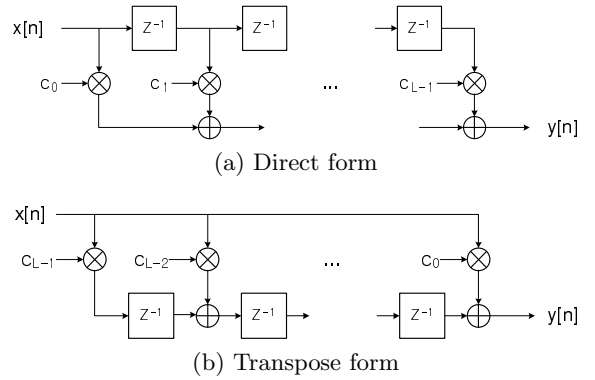 x[n] Z⁻¹ Z⁻¹ Z⁻¹
C₀ C₁ ... C_{L−1}
y[n]
(a) Direct form
x[n]
C_{L−1} C_{L−2} ... C₀
Z⁻¹ Z⁻¹ Z⁻¹ y[n]
(b) Transpose form